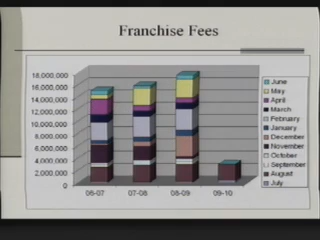 Franchise Fees
18,000,000
16,000,000
14,000,000
12,000,000
10,000,000
8,000,000
6,000,000
4,000,000
2,000,000
0
06-07 07-08 08-09 09-10
June
May
April
March
February
January
December
November
October
September
August
July